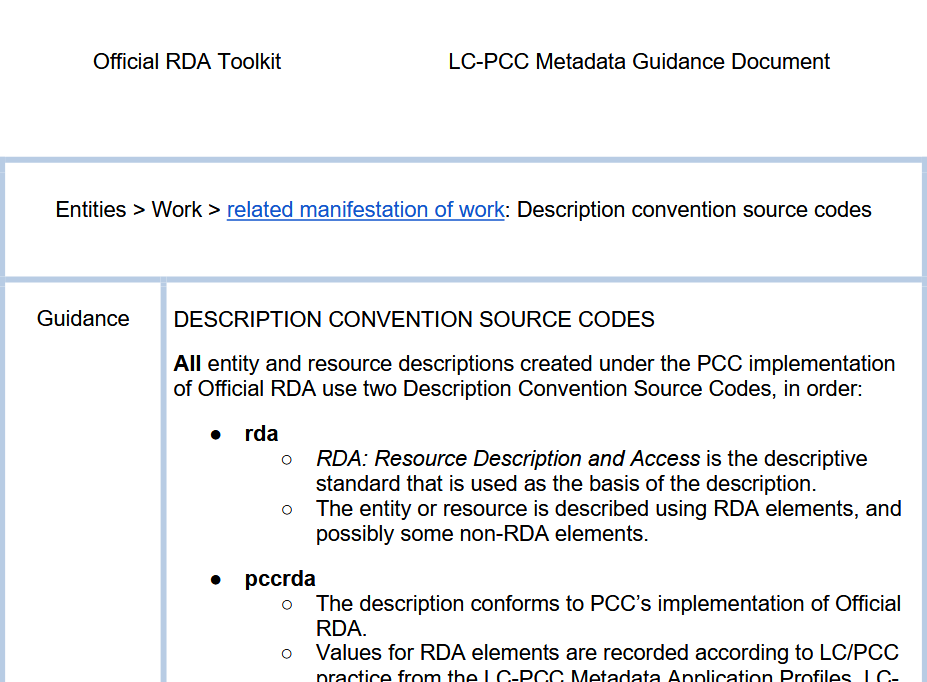 Official RDA Toolkit LC-PCC Metadata Guidance Document
Entities > Work > related manifestation of work: Description convention source codes
Guidance
DESCRIPTION CONVENTION SOURCE CODES
All entity and resource descriptions created under the PCC implementation
of Official RDA use two Description Convention Source Codes, in order:
● rda
○ RDA: Resource Description and Access is the descriptive
standard that is used as the basis of the description.
○ The entity or resource is described using RDA elements, and
possibly some non-RDA elements.
● pccrda
○ The description conforms to PCC’s implementation of Official
RDA.
○ Values for RDA elements are recorded according to LC/PCC
practice from the LC-PCC Metadata Application Profiles, LC-